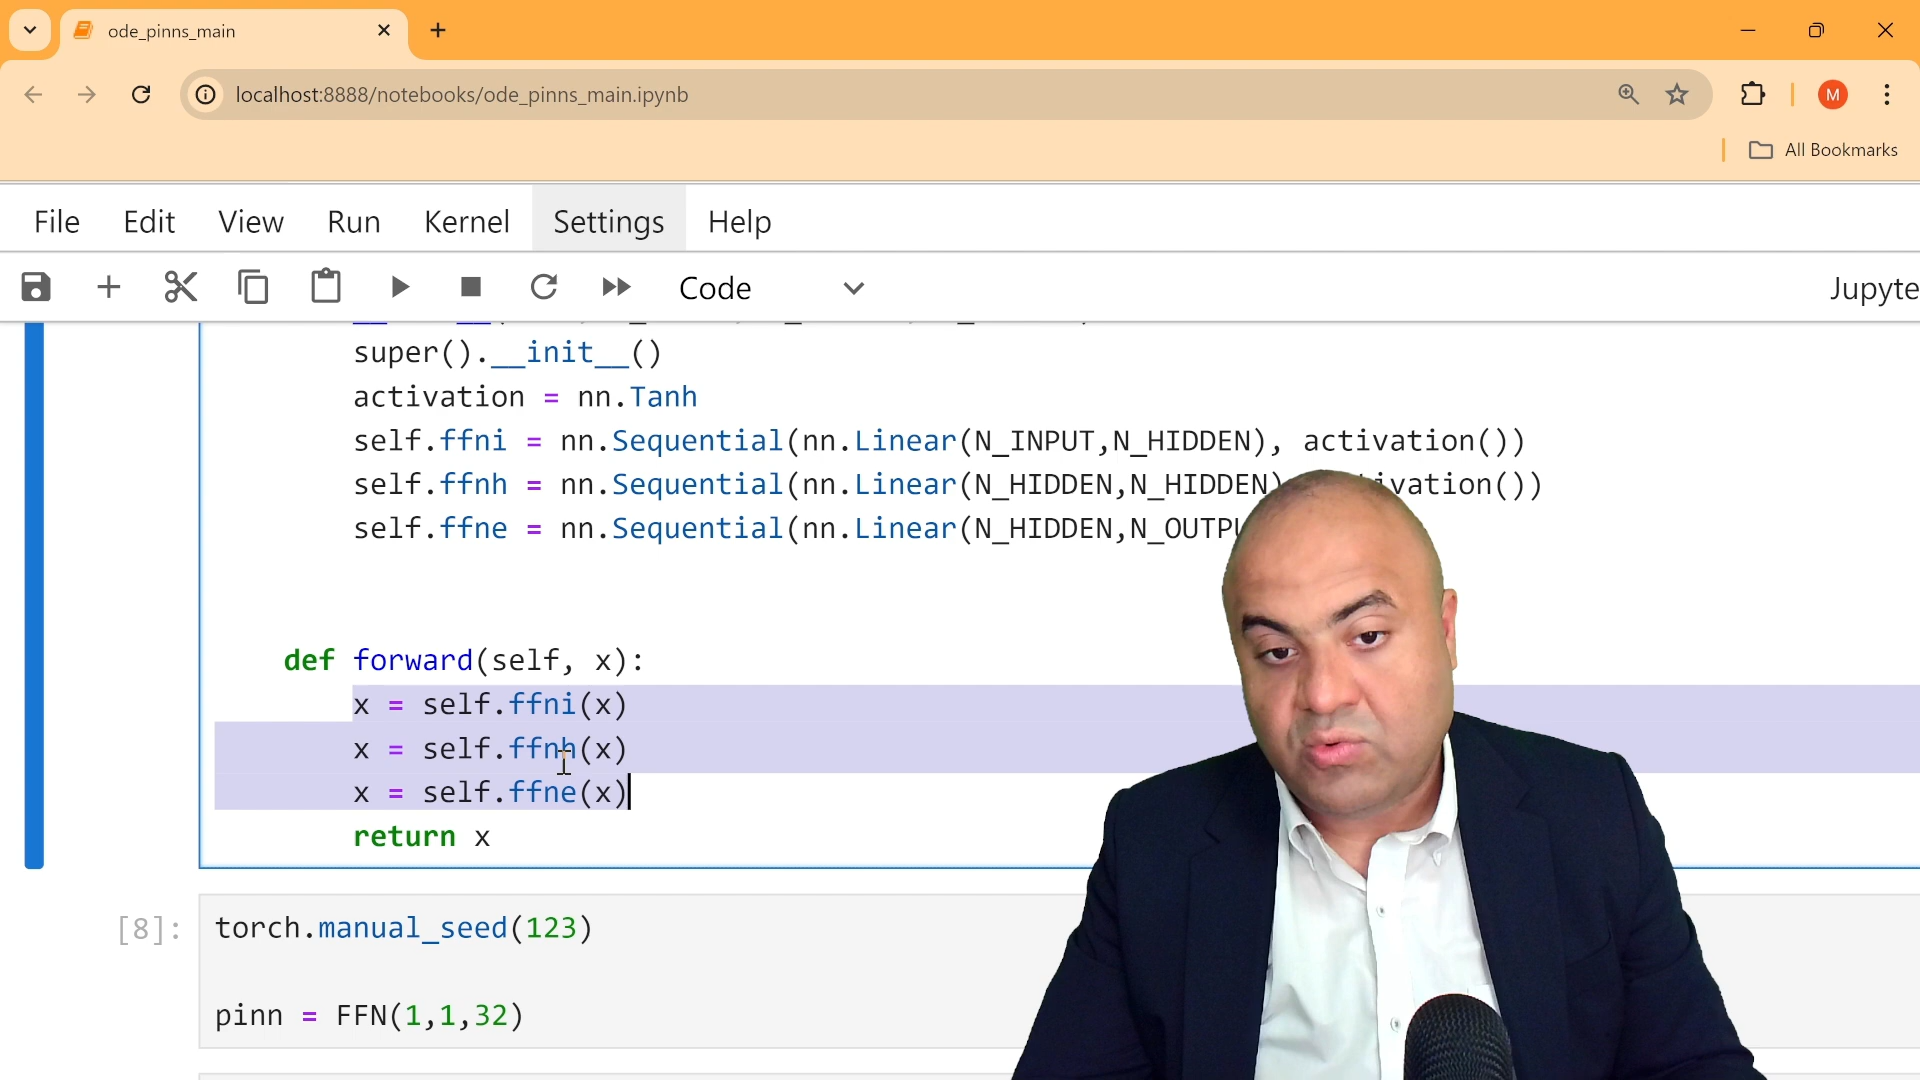 ode_pinns_main
localhost:8888/notebooks/ode_pinns_main.ipynb
M
All Bookmarks
File Edit View Run Kernel Settings Help
Code
Jupyte
super().__init__()
activation = nn.Tanh
self.ffni = nn.Sequential(nn.Linear(N_INPUT,N_HIDDEN), activation())
self.ffnh = nn.Sequential(nn.Linear(N_HIDDEN,N_HIDDEN) tivation())
self.ffne = nn.Sequential(nn.Linear(N_HIDDEN,N_OUTPU
def forward(self, x):
x = self.ffni(x)
x = self.ffnh(x)
x = self.ffne(x)
return x
[8]:
torch.manual_seed(123)
pinn = FFN(1,1,32)